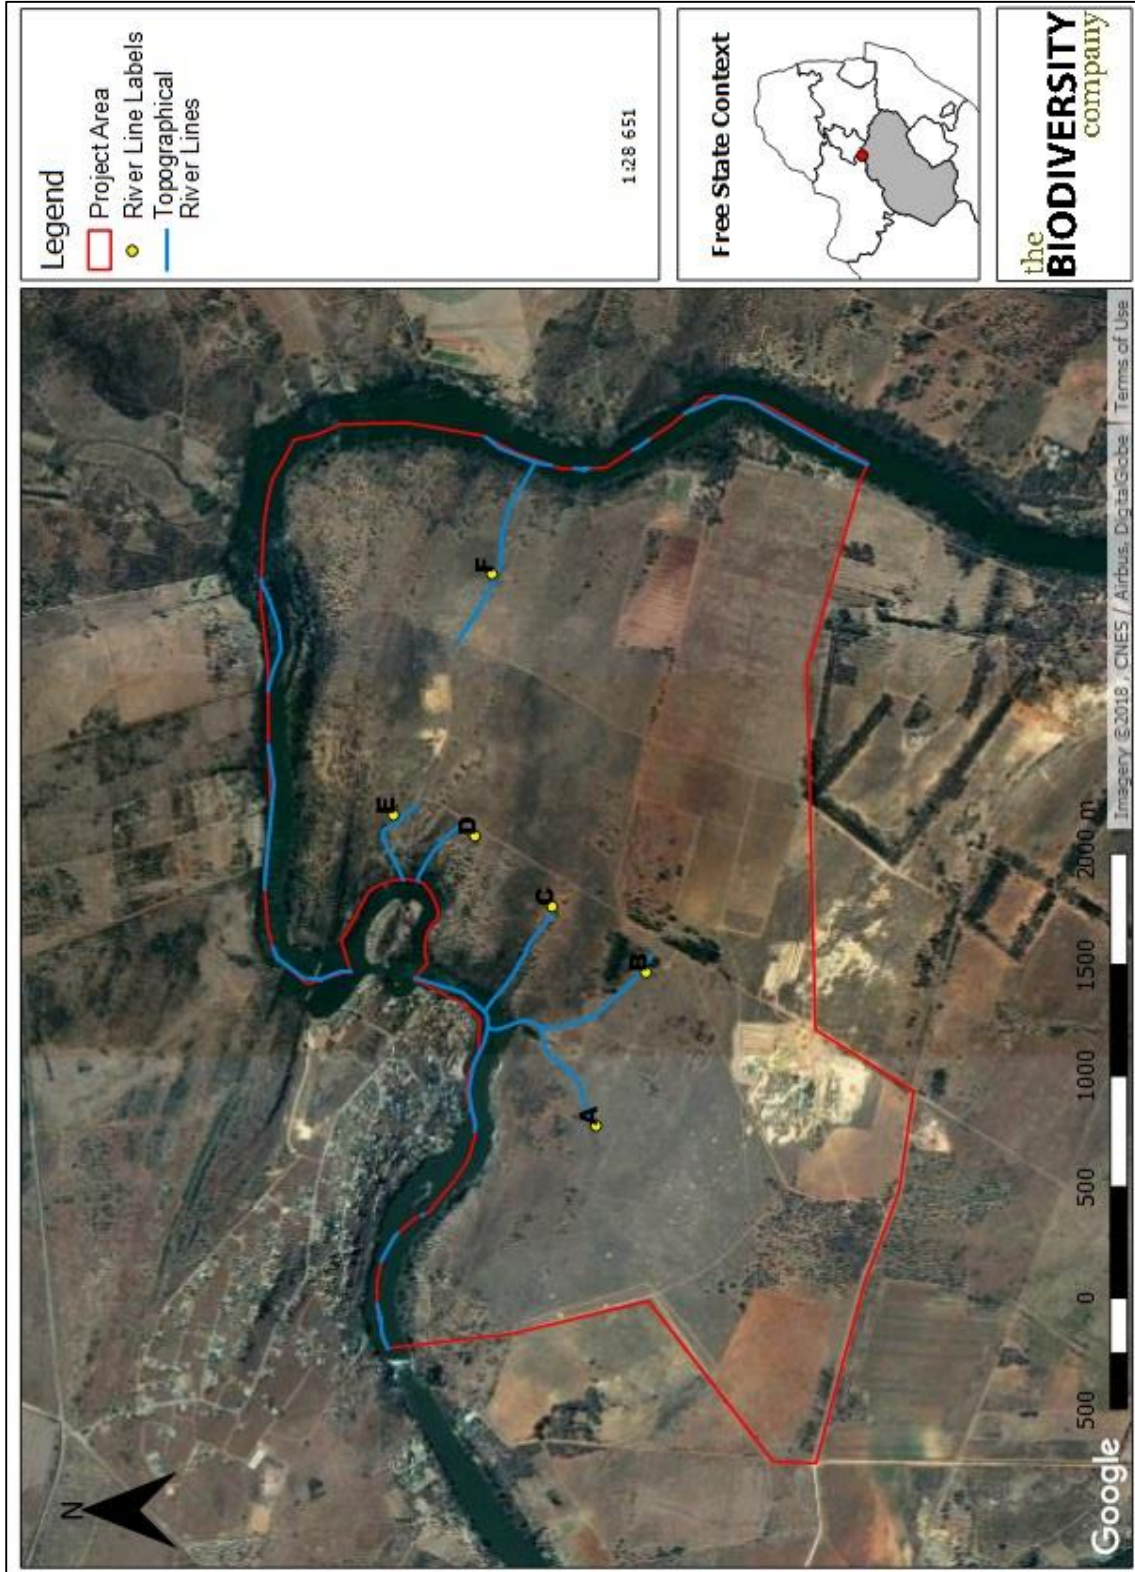 N
A
B
C
D
E
F
Google
500
0
500
1000
1500
2000 m
Imagery ©2018 , CNES / Airbus, DigitalGlobe
Terms of Use
Legend
Project Area
River Line Labels
Topographical
River Lines
1:28 651
Free State Context
the
BIODIVERSITY
company